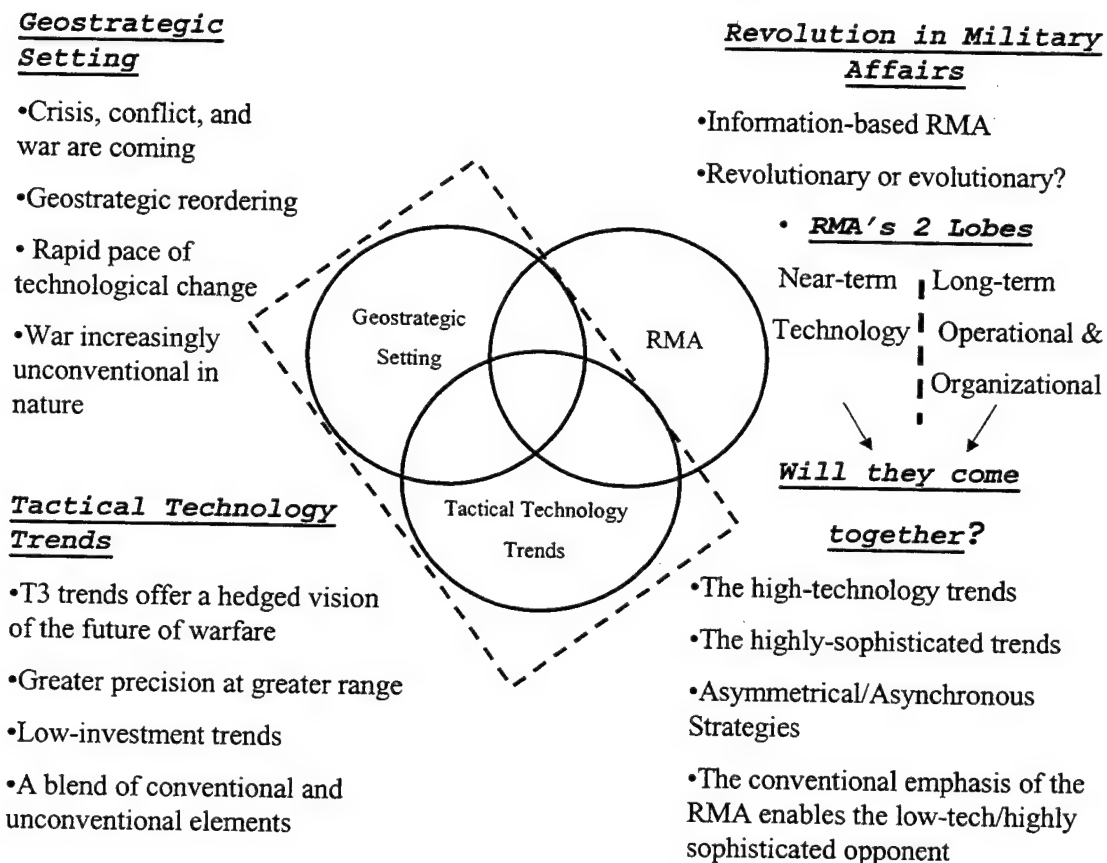 Geostrategic
Setting
•Crisis, conflict, and
war are coming
•Geostrategic reordering
• Rapid pace of
technological change
•War increasingly
unconventional in
nature
Revolution in Military
Affairs
•Information-based RMA
•Revolutionary or evolutionary?
• RMA's 2 Lobes
Near-term Long-term
Technology Operational &
Organizational
Will they come
together?
•The high-technology trends
•The highly-sophisticated trends
•Asymmetrical/Asynchronous
Strategies
•The conventional emphasis of the
RMA enables the low-tech/highly
sophisticated opponent
Geostrategic
Setting
RMA
Tactical Technology
Trends
Tactical Technology
Trends
•T3 trends offer a hedged vision
of the future of warfare
•Greater precision at greater range
•Low-investment trends
•A blend of conventional and
unconventional elements